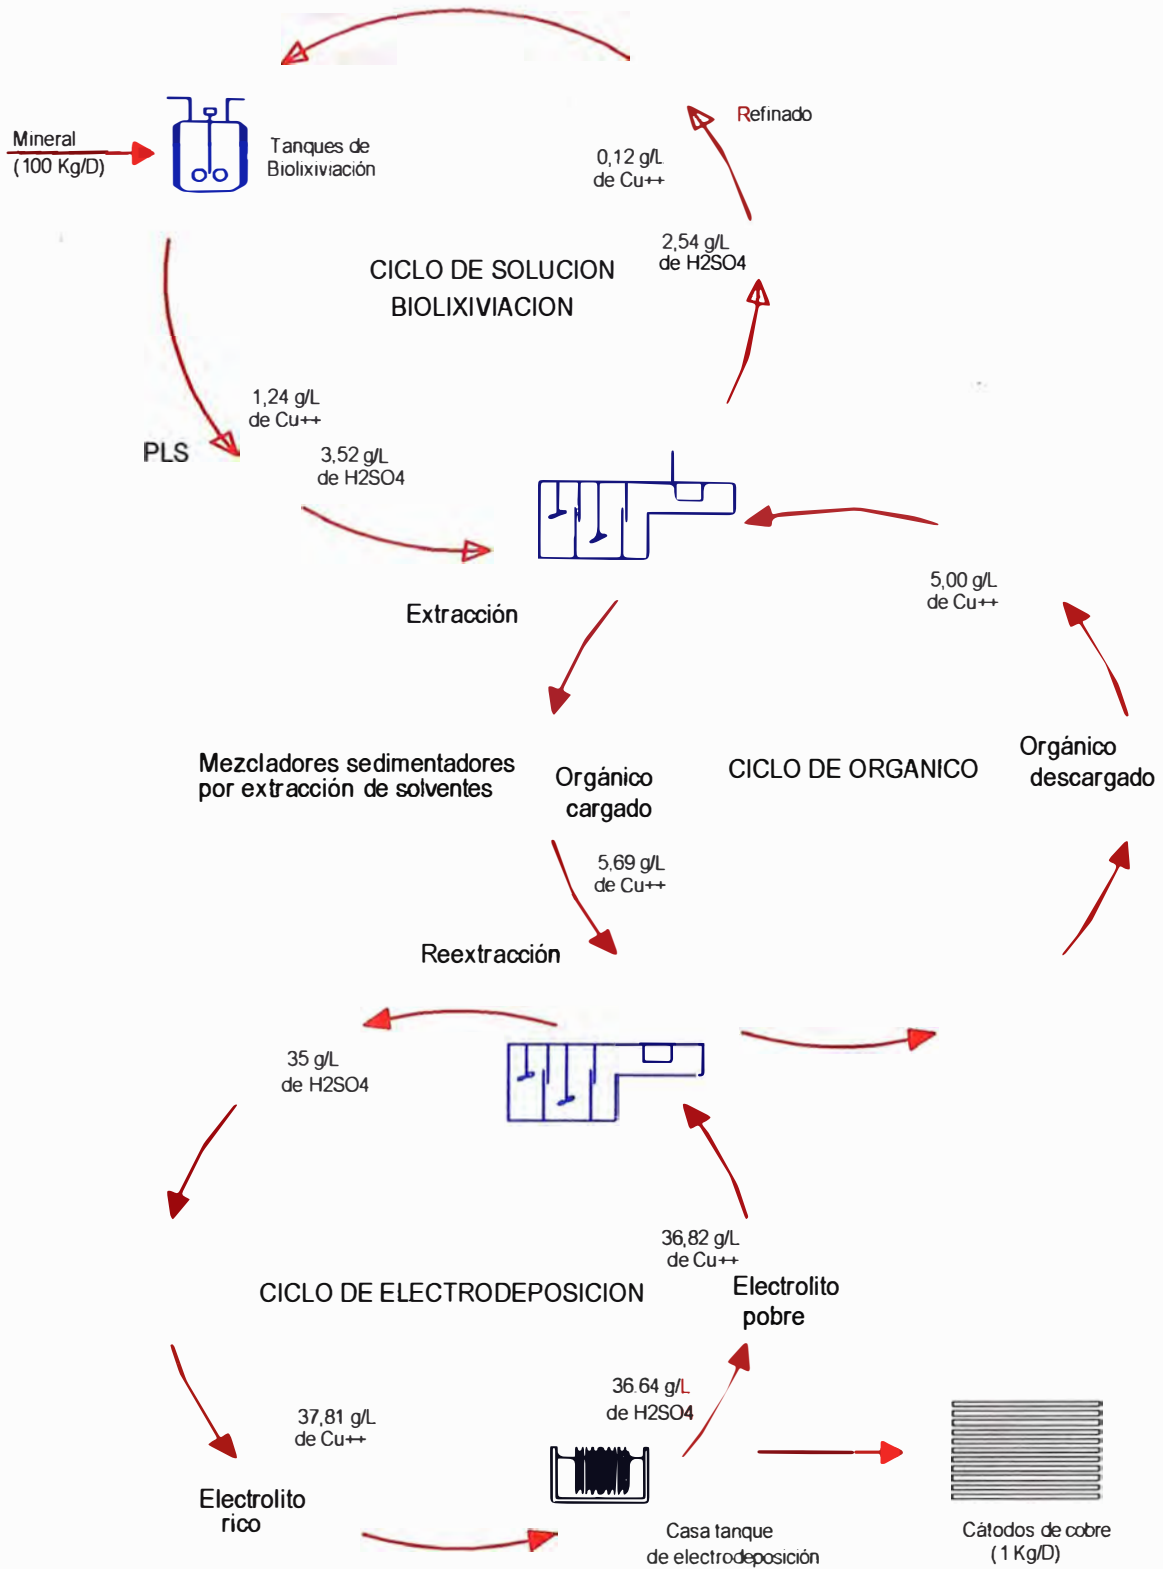 Refinado
Mineral
(100 Kg/D)
Tanques de
Biolixiviación
0,12 g/L
de Cu++
2,54 g/L
de H2SO4
CICLO DE SOLUCION
BIOLIXIVIACION
1,24 g/L
de Cu++
PLS
3,52 g/L
de H2SO4
5,00 g/L
de Cu++
Extracción
Mezcladores sedimentadores
por extracción de solventes
Orgánico
cargado
CICLO DE ORGANICO
Orgánico
descargado
5,69 g/L
de Cu++
Reextracción
35 g/L
de H2SO4
36,82 g/L
de Cu++
CICLO DE ELECTRODEPOSICION
Electrolito
pobre
36.64 g/L
de H2SO4
37,81 g/L
de Cu++
Electrolito
rico
Casa tanque
de electrodeposición
Cátodos de cobre
(1 Kg/D)